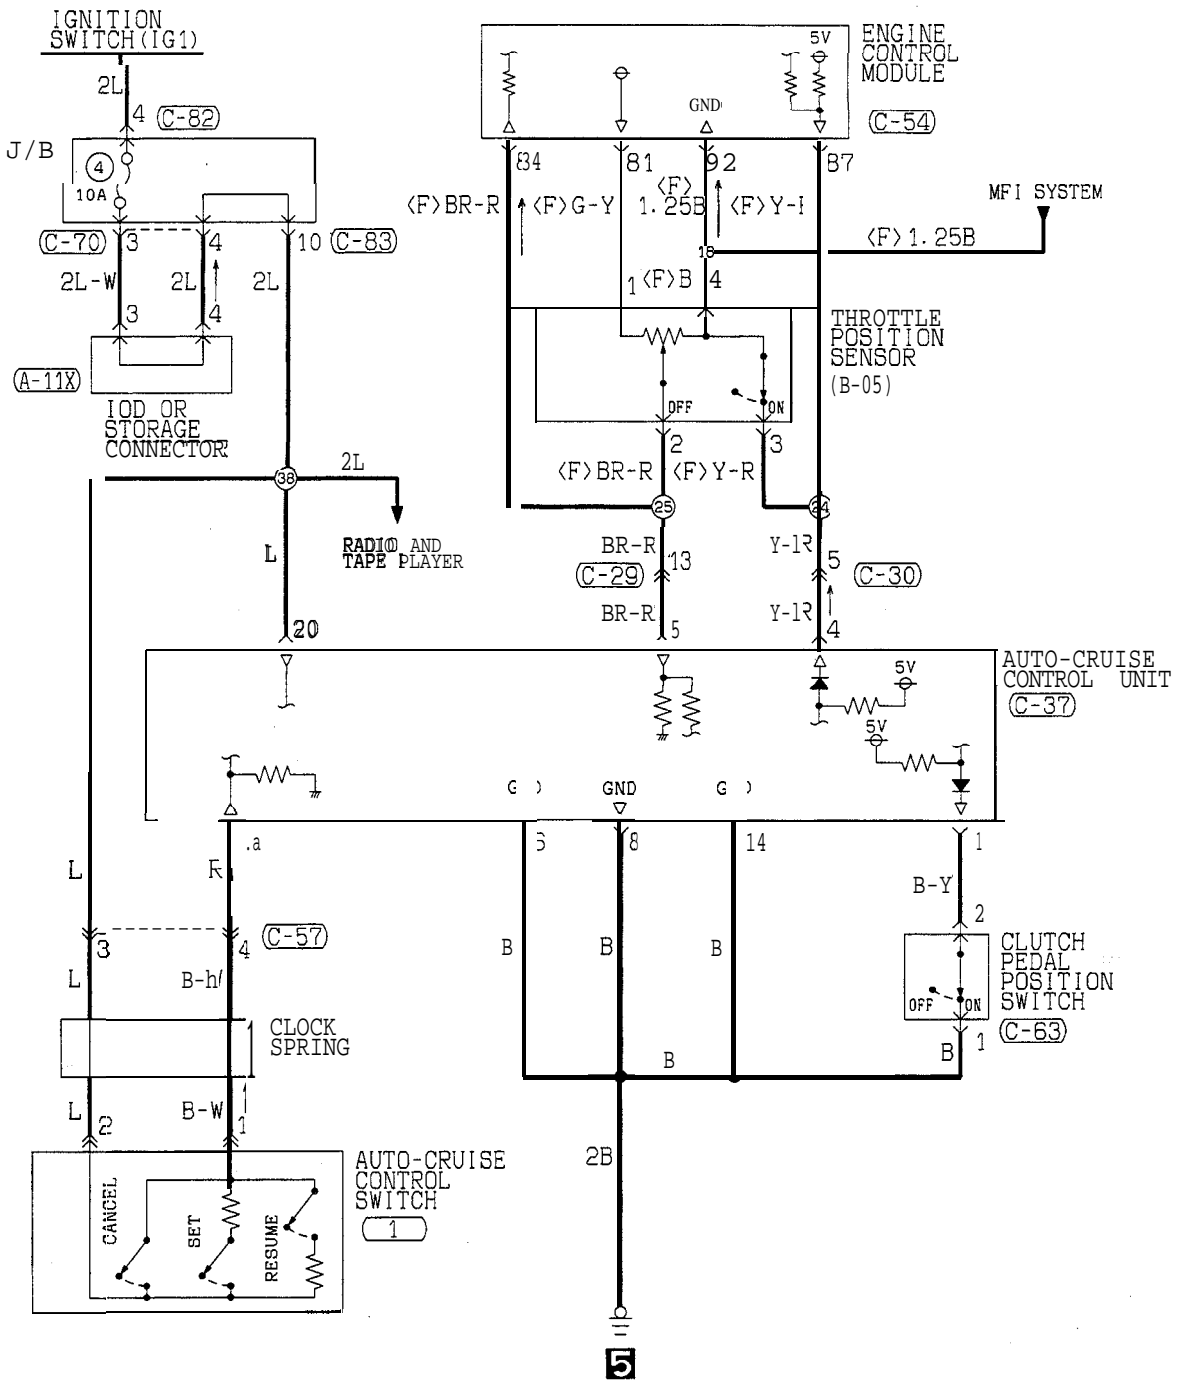 IGNITION
SWITCH(IG1)
2L
4
C-82
J/B
4
10A
C-70
3
4
10
C-83
2L-W
2L
2L
3
4
A-11X
IOD OR
STORAGE
CONNECTOR
38
2L
RADIO AND
TAPE PLAYER
L
20
ENGINE
CONTROL
MODULE
C-54
5V
GND
84
81
92
B7
<F>BR-R
<F>G-Y
<F>
1.25B
<F>Y-
MFI SYSTEM
<F>1.25B
18
1
<F>B
4
THROTTLE
POSITION
SENSOR
(B-05)
OFF
ON
2
3
<F>BR-R
<F>Y-R
25
24
BR-R
13
Y-R
5
C-29
C-30
BR-R
5
Y-R
4
AUTO-CRUISE
CONTROL UNIT
C-37
5V
5V
G )
GND
G )
.a
6
8
14
1
L
R
B-Y
2
3
4
C-57
B
B
B
CLUTCH
PEDAL
POSITION
SWITCH
C-63
OFF
ON
L
B-
CLOCK
SPRING
B
1
B
L
2
B-W
1
2B
AUTO-CRUISE
CONTROL
SWITCH
1
CANCEL
SET
RESUME
5